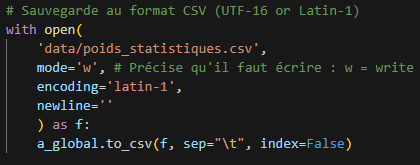 # Sauvegarde au format CSV (UTF-16 or Latin-1)
with open(
    'data/poids_statistiques.csv',
    mode='w', # Précise qu'il faut écrire : w = write
    encoding='latin-1',
    newline=''
    ) as f:
    a_global.to_csv(f, sep="\t", index=False)